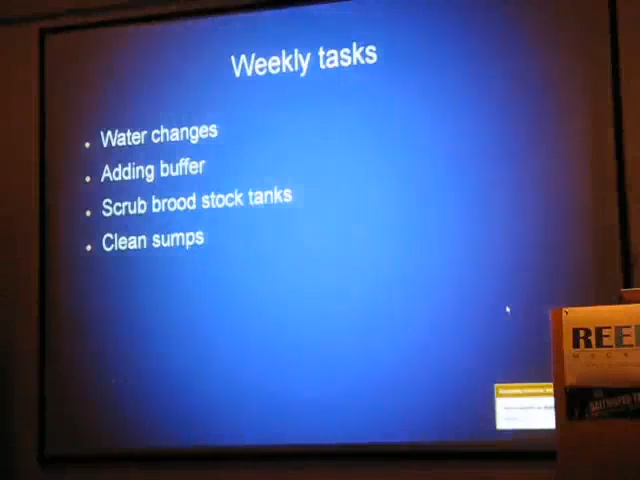 Weekly tasks
Water changes
Adding buffer
Scrub brood stock tanks
Clean sumps
REE